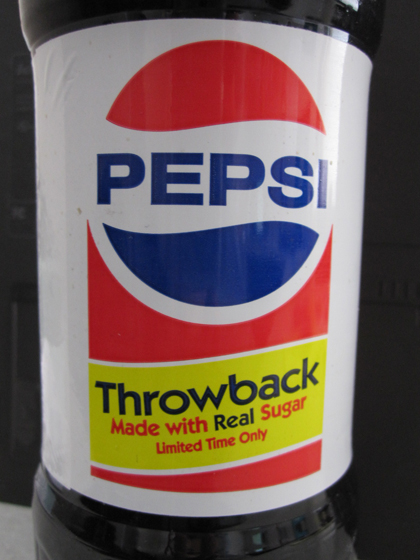 PEPSI
Throwback
Made with Real Sugar
Limited Time Only